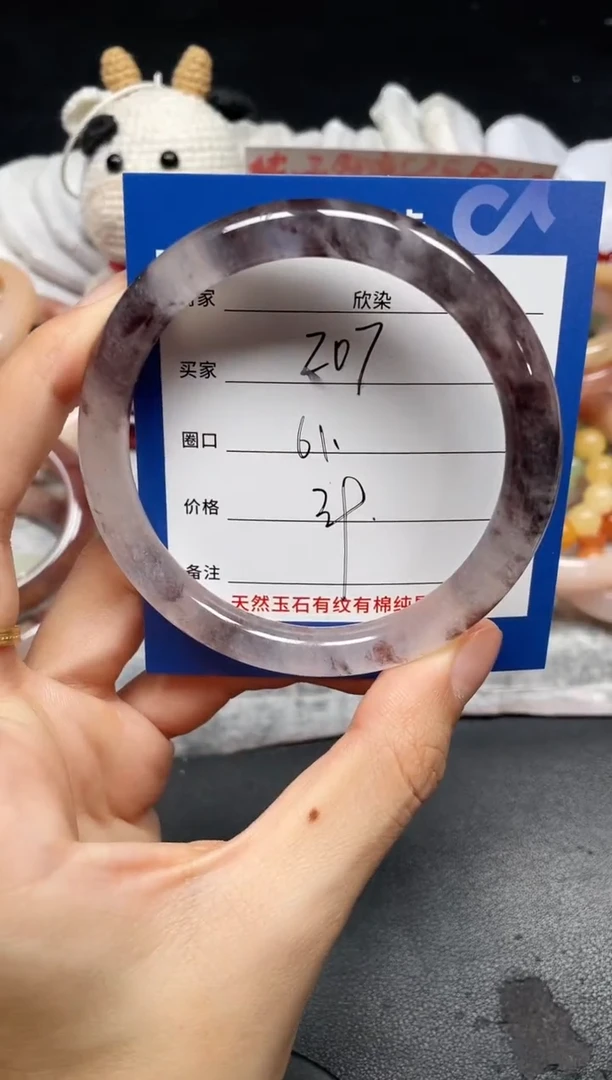 家 欣染
买家 207
圈口 61.
价格
备注
天然玉石有纹有棉纯